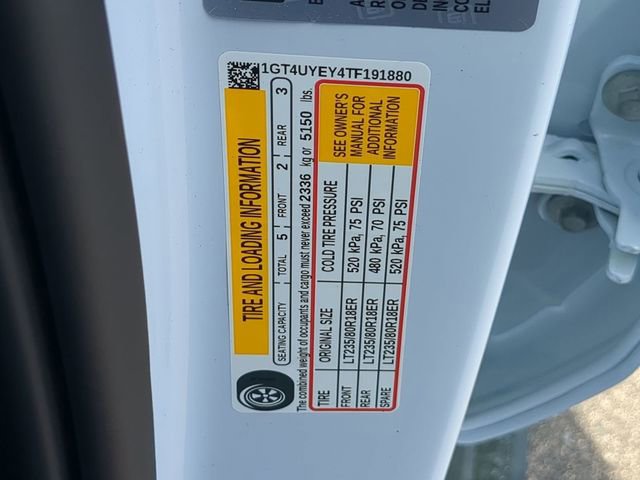 1GT4UYEY4TF191880
TIRE AND LOADING INFORMATION
SEATING CAPACITY TOTAL 5 FRONT 2 REAR 3
The combined weight of occupants and cargo must never exceed 2336 kg or 5150 lbs.
TIRE ORIGINAL SIZE COLD TIRE PRESSURE
FRONT LT235/80R18ER 520 kPa, 75 PSI
REAR LT235/80R18ER 480 kPa, 70 PSI
SPARE LT235/80R18ER 520 kPa, 75 PSI
SEE OWNER'S
MANUAL FOR
ADDITIONAL
INFORMATION